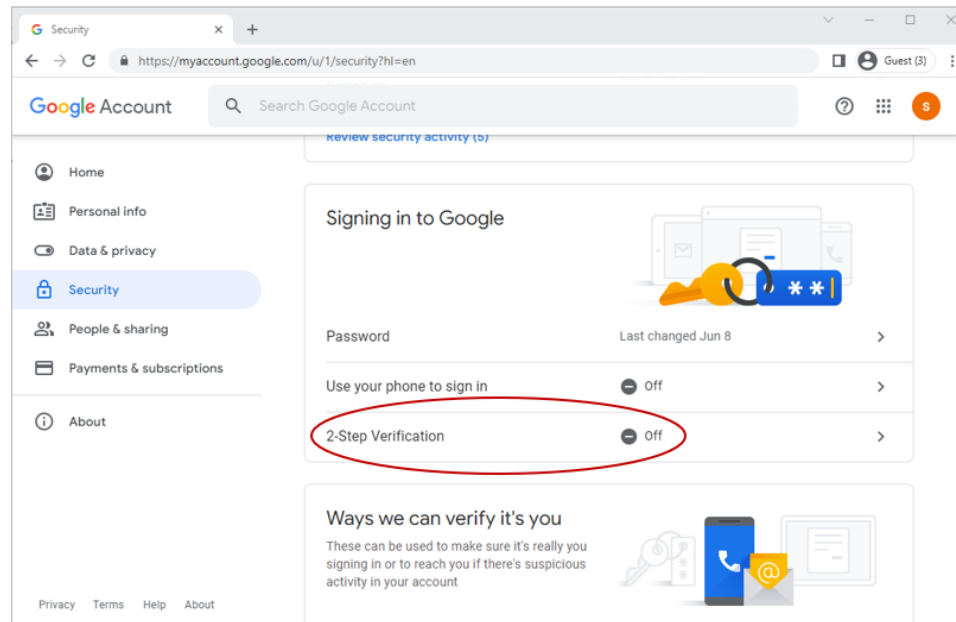 Security
https://myaccount.google.com/u/1/security?hl=en
Guest (3)
Google Account
Search Google Account
s
Review security activity (5)
Home
Personal info
Data & privacy
Security
People & sharing
Payments & subscriptions
About
Signing in to Google
Password
Last changed Jun 8
Use your phone to sign in
Off
2-Step Verification
Off
Ways we can verify it's you
These can be used to make sure it's really you
signing in or to reach you if there's suspicious
activity in your account
Privacy Terms Help About